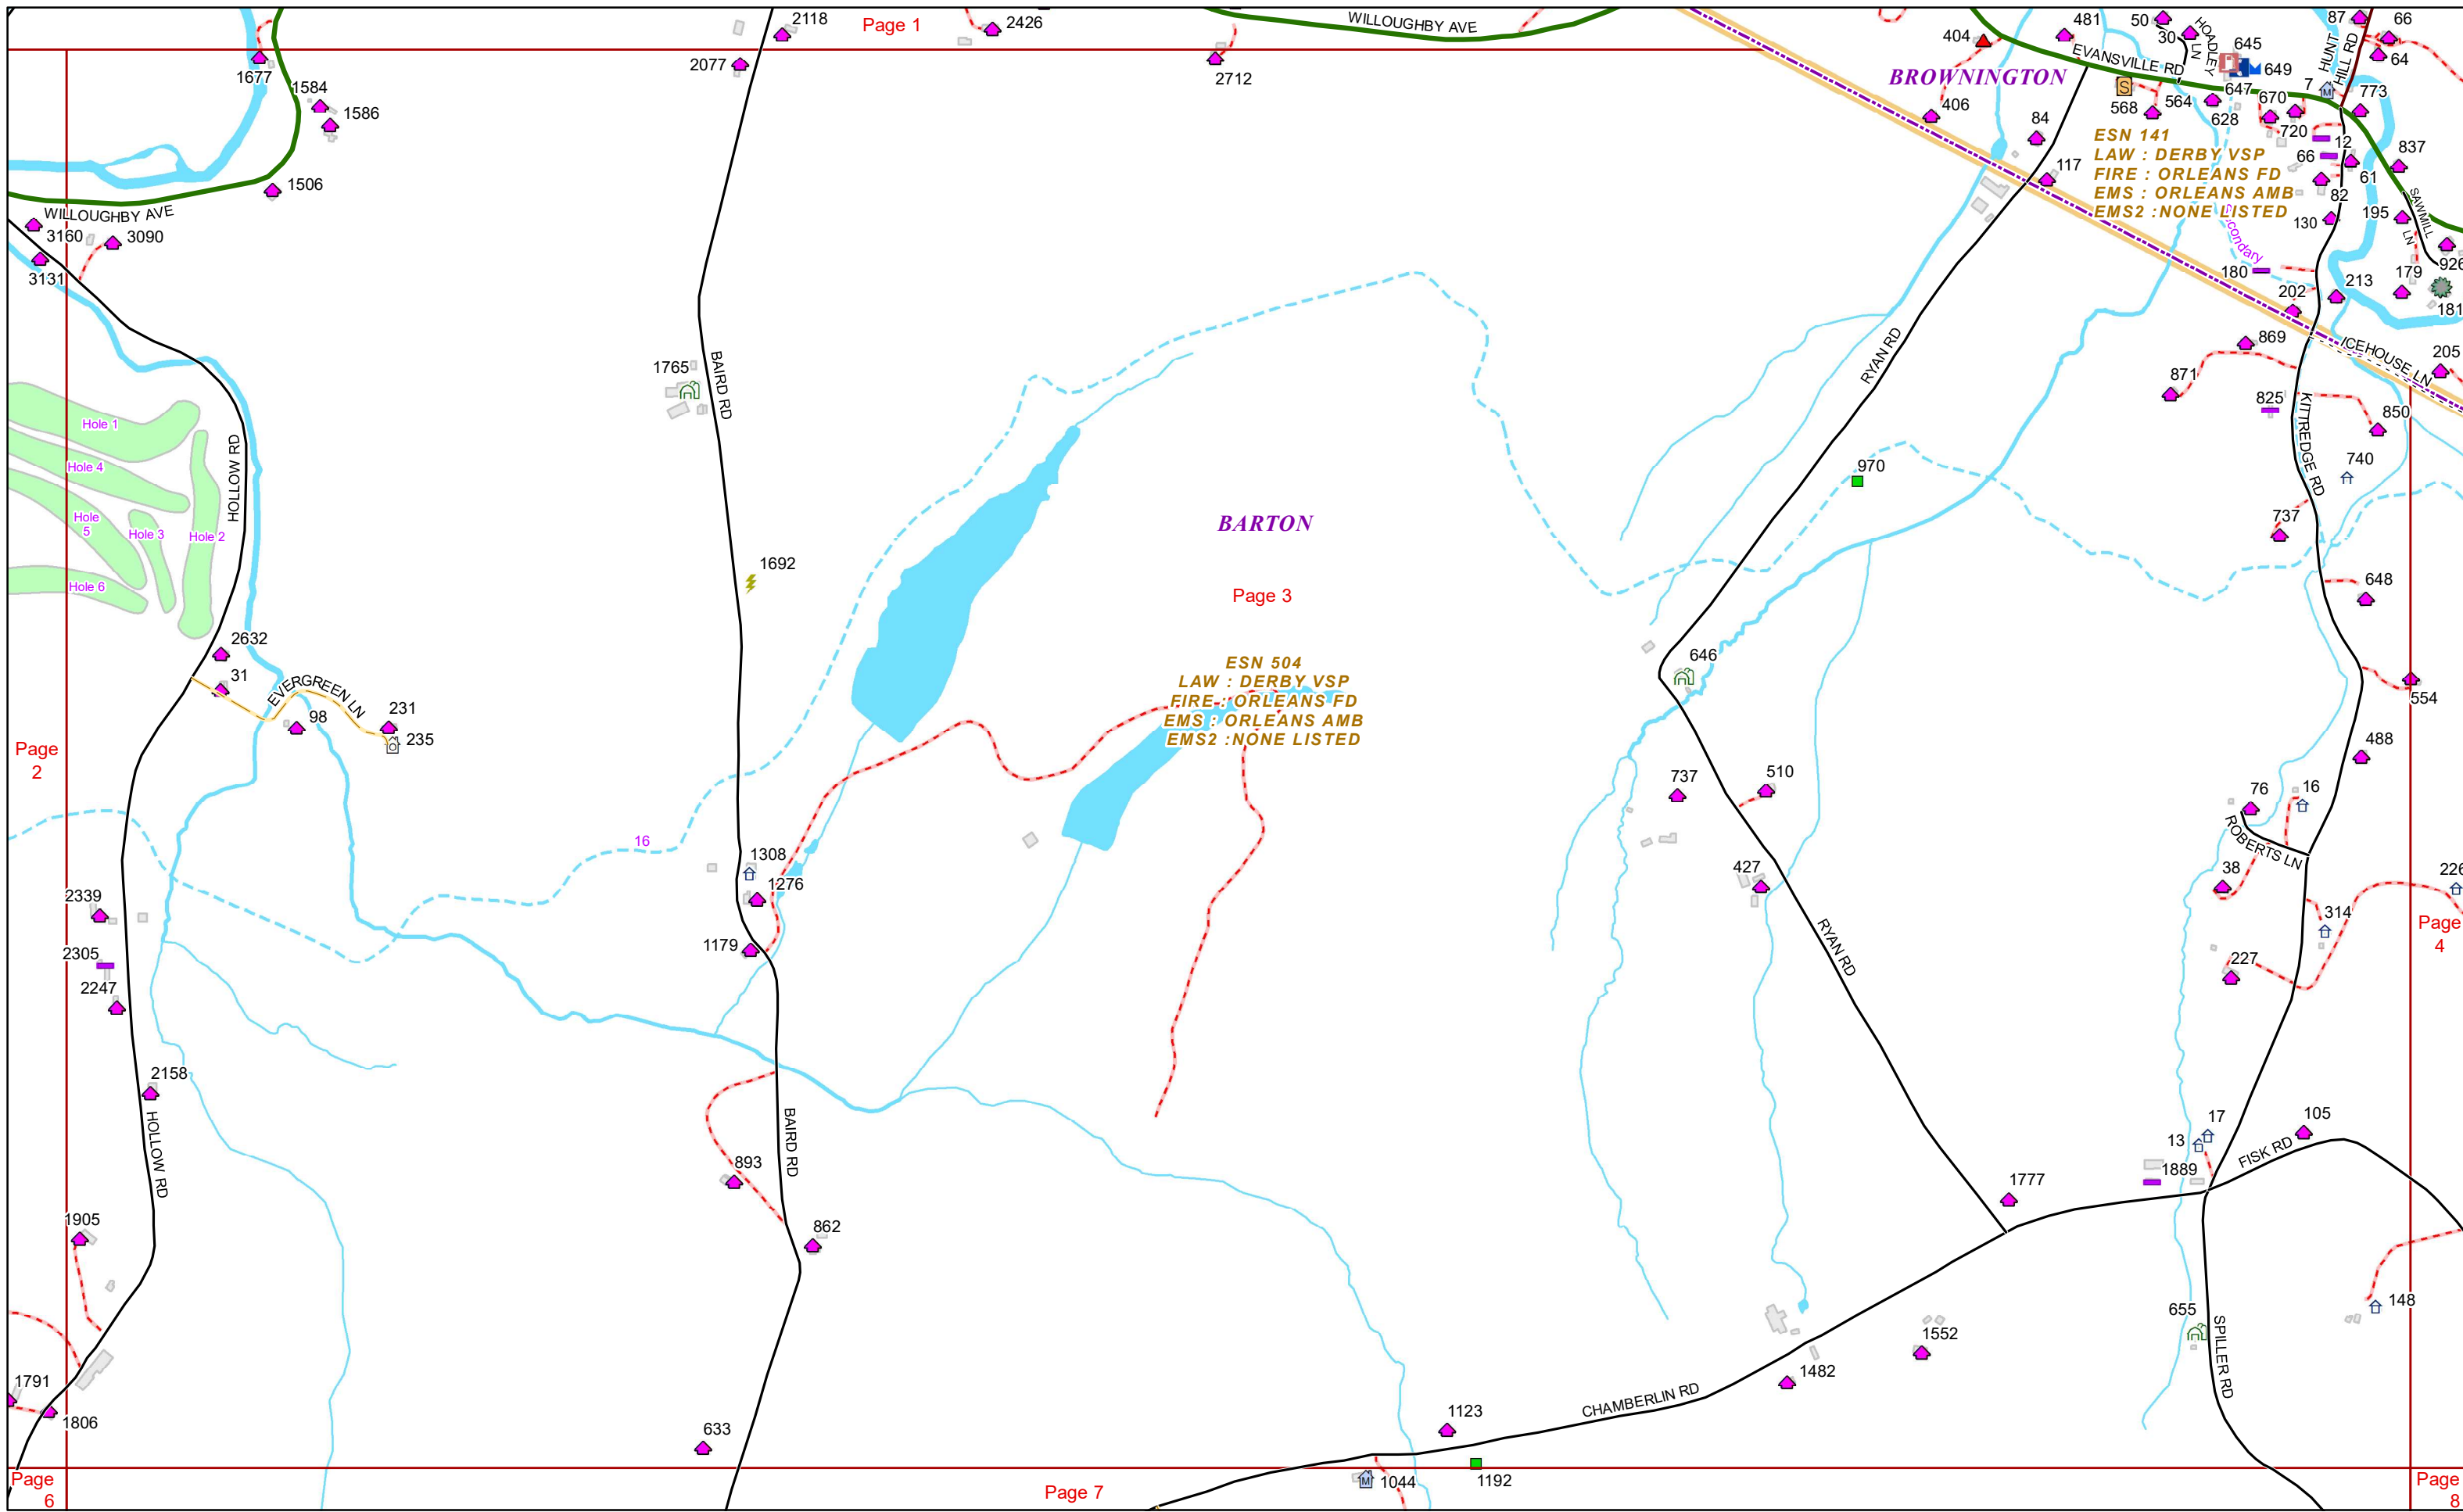 2118
Page 1
2426
WILLOUGHBY AVE
404
481
50
30
HOADLEY LN
645
HUNT HILL RD
87
66
64
1677
2077
2712
BROWNINGTON
EVANSVILLE RD
649
7
773
1584
1586
406
84
568
564
647
628
670
720
12
66
61
837
ESN 141
LAW : DERBY VSP
FIRE : ORLEANS FD
EMS : ORLEANS AMB
EMS2 :NONE LISTED
117
1506
82
130
195
SAWMILL LN
WILLOUGHBY AVE
3160
3090
3131
condary
180
202
213
179
926
181
869
ICEHOUSE LN
205
1765
BAIRD RD
RYAN RD
871
825
KITTREDGE RD
850
Hole 1
Hole 4
HOLLOW RD
Hole
5
Hole 3
Hole 2
Hole 6
970
740
BARTON
737
1692
Page 3
648
2632
31
EVERGREEN LN
98
231
235
ESN 504
LAW : DERBY VSP
FIRE : ORLEANS FD
EMS : ORLEANS AMB
EMS2 :NONE LISTED
646
554
Page
2
488
737
510
76
16
ROBERTS LN
16
1308
1276
427
38
226
2339
314
Page
4
1179
2305
2247
RYAN RD
227
2158
HOLLOW RD
BAIRD RD
893
17
13
105
FISK RD
1889
1777
1905
862
655
148
SPILLER RD
1552
1482
1791
1806
CHAMBERLIN RD
1123
633
Page
6
Page 7
1044
1192
Page
8